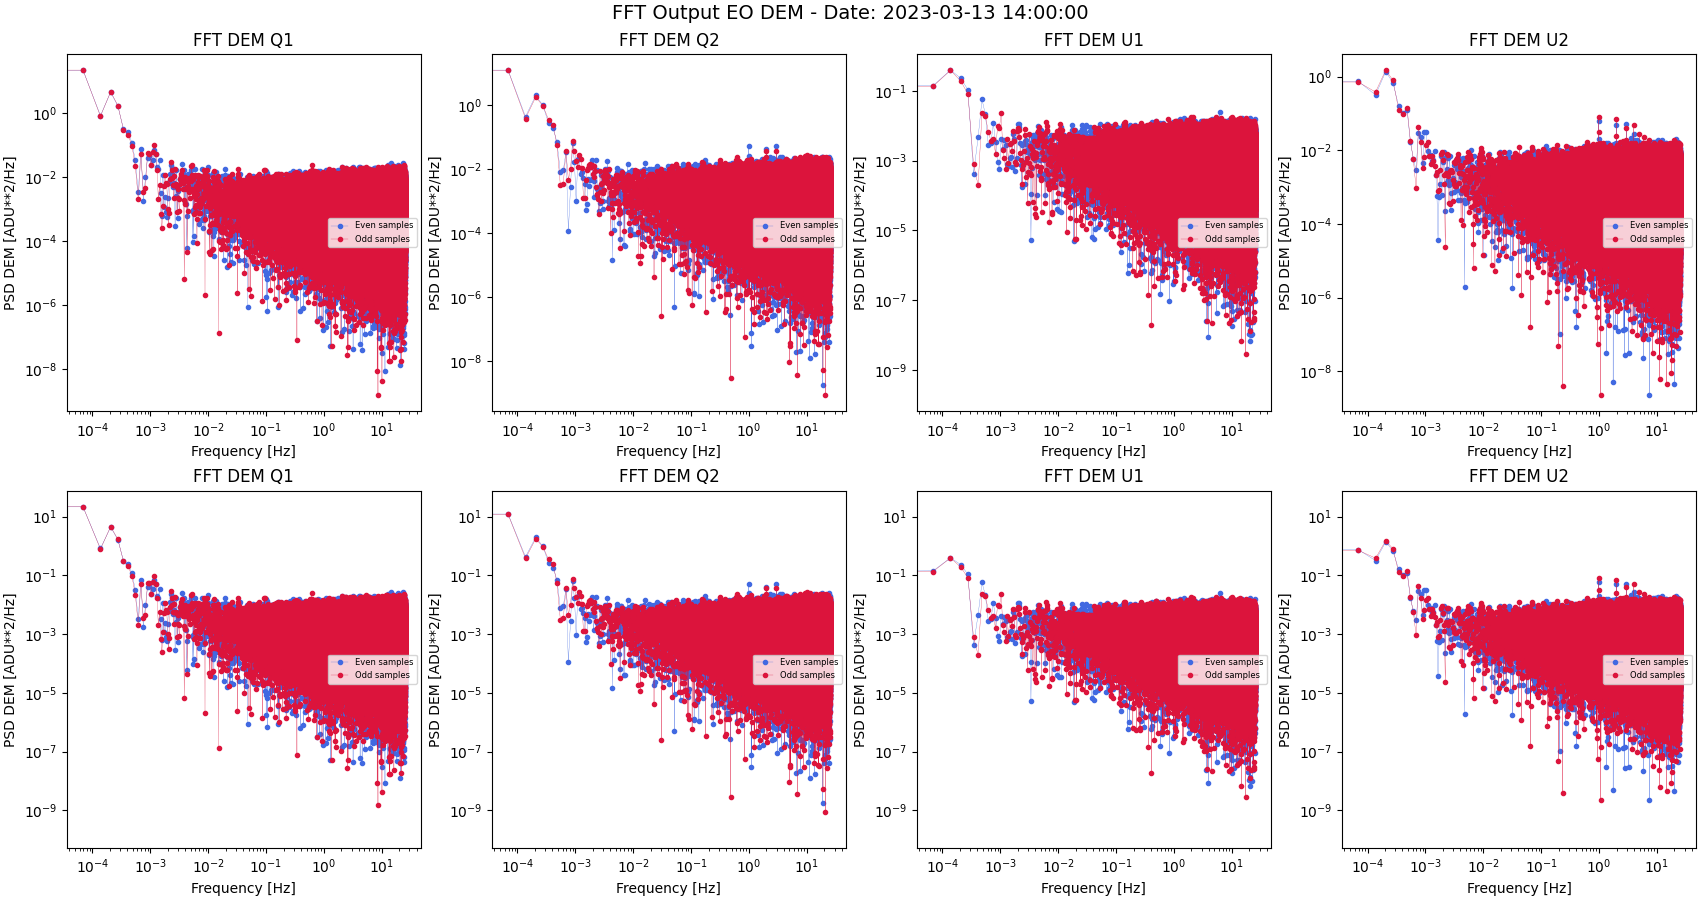 FFT Output EO DEM - Date: 2023-03-13 14:00:00
FFT DEM Q1
PSD DEM [ADU**2/Hz]
10^0
10^-2
10^-4
10^-6
10^-8
Even samples
Odd samples
10^-4 10^-3 10^-2 10^-1 10^0 10^1
Frequency [Hz]
FFT DEM Q2
PSD DEM [ADU**2/Hz]
10^0
10^-2
10^-4
10^-6
10^-8
Even samples
Odd samples
10^-4 10^-3 10^-2 10^-1 10^0 10^1
Frequency [Hz]
FFT DEM U1
PSD DEM [ADU**2/Hz]
10^-1
10^-3
10^-5
10^-7
10^-9
Even samples
Odd samples
10^-4 10^-3 10^-2 10^-1 10^0 10^1
Frequency [Hz]
FFT DEM U2
PSD DEM [ADU**2/Hz]
10^0
10^-2
10^-4
10^-6
10^-8
Even samples
Odd samples
10^-4 10^-3 10^-2 10^-1 10^0 10^1
Frequency [Hz]
FFT DEM Q1
PSD DEM [ADU**2/Hz]
10^1
10^-1
10^-3
10^-5
10^-7
10^-9
Even samples
Odd samples
10^-4 10^-3 10^-2 10^-1 10^0 10^1
Frequency [Hz]
FFT DEM Q2
PSD DEM [ADU**2/Hz]
10^1
10^-1
10^-3
10^-5
10^-7
10^-9
Even samples
Odd samples
10^-4 10^-3 10^-2 10^-1 10^0 10^1
Frequency [Hz]
FFT DEM U1
PSD DEM [ADU**2/Hz]
10^1
10^-1
10^-3
10^-5
10^-7
10^-9
Even samples
Odd samples
10^-4 10^-3 10^-2 10^-1 10^0 10^1
Frequency [Hz]
FFT DEM U2
PSD DEM [ADU**2/Hz]
10^1
10^-1
10^-3
10^-5
10^-7
10^-9
Even samples
Odd samples
10^-4 10^-3 10^-2 10^-1 10^0 10^1
Frequency [Hz]